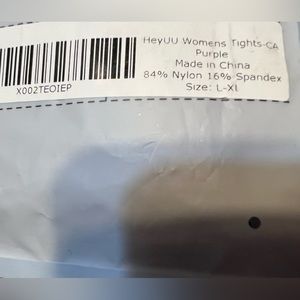 HeyUU Womens Tights-CA
Purple
Made in China
84% Nylon 16% Spandex
Size: L-XL
X002TEOIEP